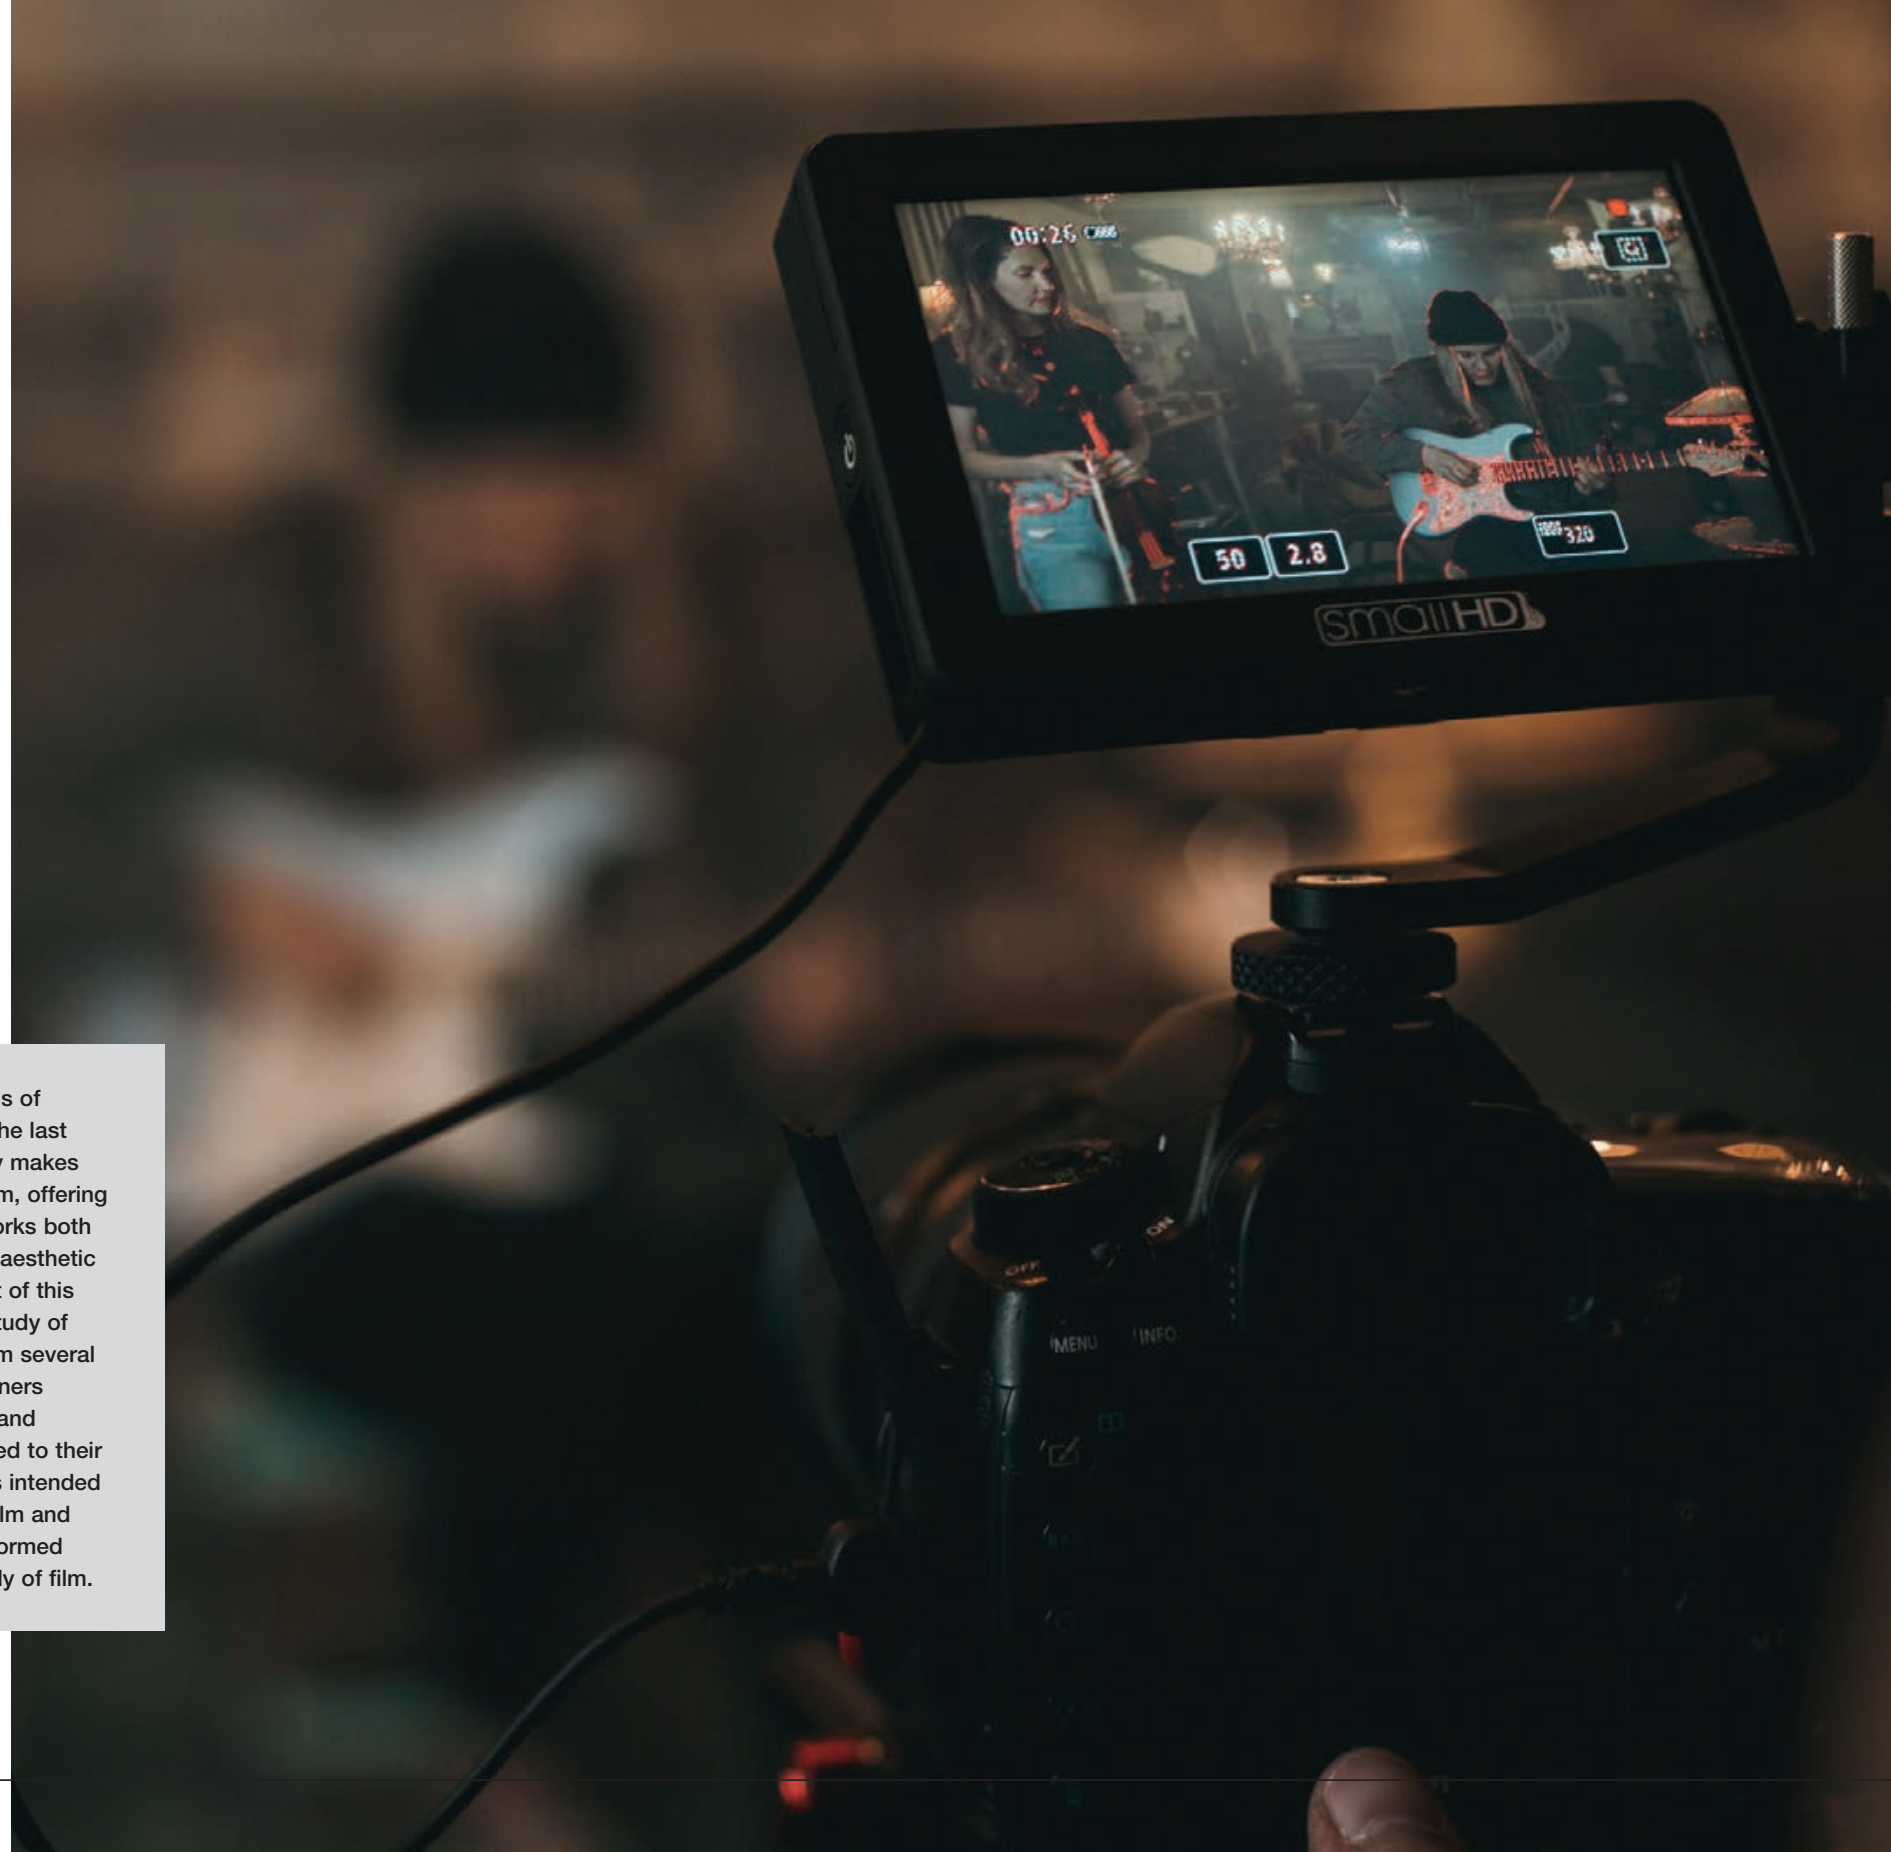 00:26
50
2.8
320
smallHD
s of
he last
makes
m, offering
rks both
aesthetic
of this
tudy of
m several
ners
and
ed to their
s intended
lm and
ormed
ly of film.
ON
OFF
MENU
INFO